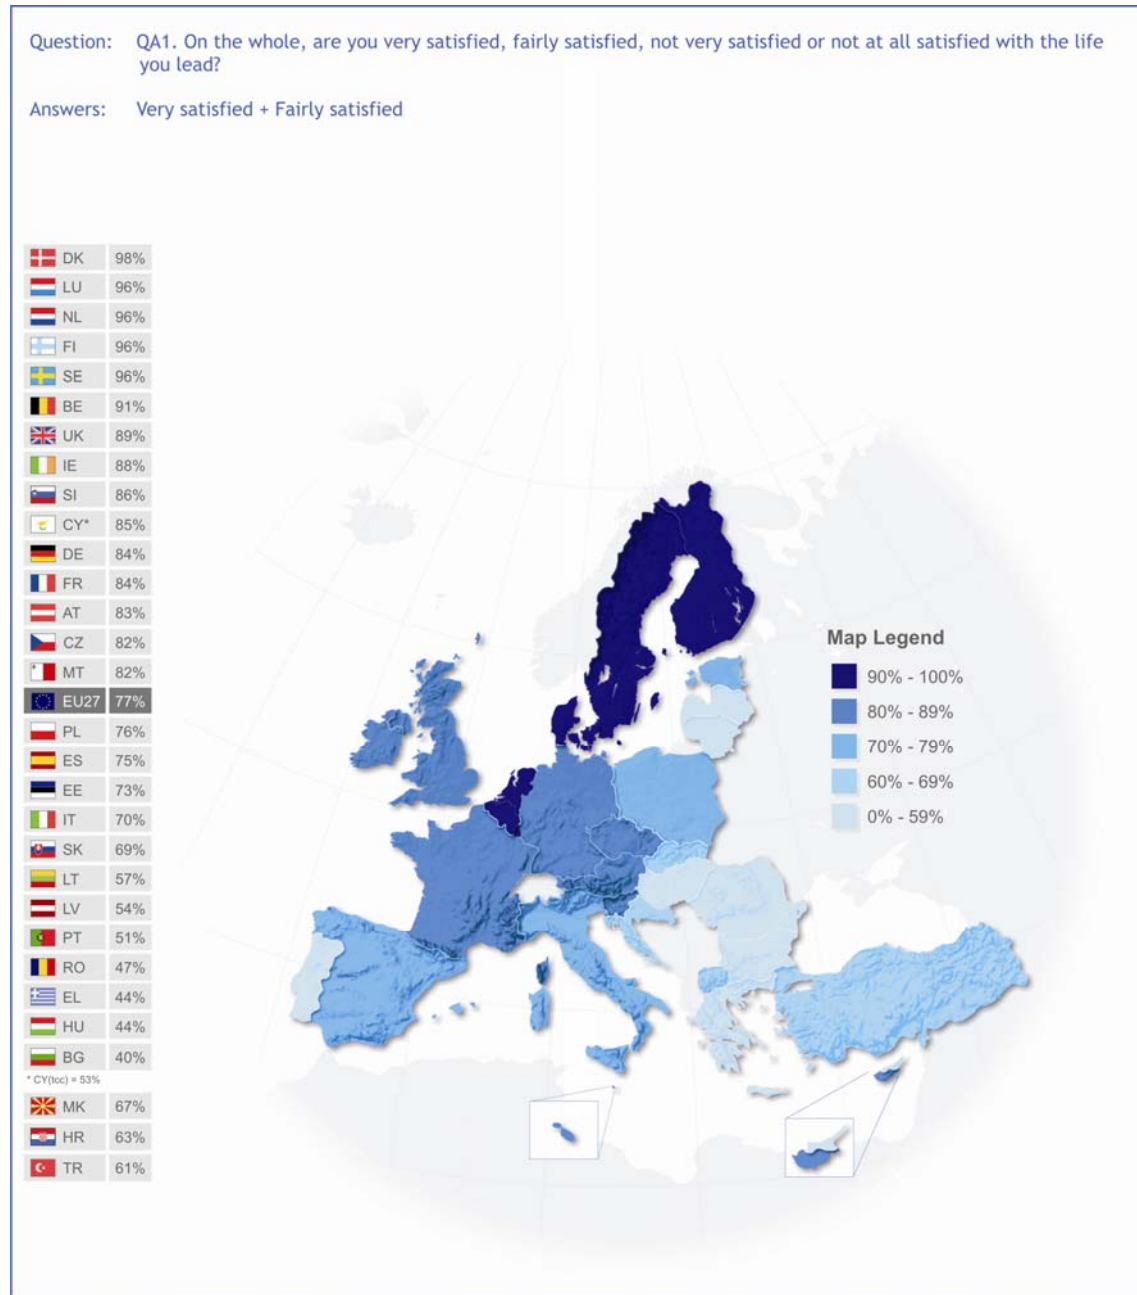 Question: QA1. On the whole, are you very satisfied, fairly satisfied, not very satisfied or not at all satisfied with the life
you lead?
Answers: Very satisfied + Fairly satisfied
DK 98%
LU 96%
NL 96%
FI 96%
SE 96%
BE 91%
UK 89%
IE 88%
SI 86%
CY* 85%
DE 84%
FR 84%
AT 83%
CZ 82%
MT 82%
EU27 77%
PL 76%
ES 75%
EE 73%
IT 70%
SK 69%
LT 57%
LV 54%
PT 51%
RO 47%
EL 44%
HU 44%
BG 40%
* CY(tcc) = 53%
MK 67%
HR 63%
TR 61%
Map Legend
90% - 100%
80% - 89%
70% - 79%
60% - 69%
0% - 59%